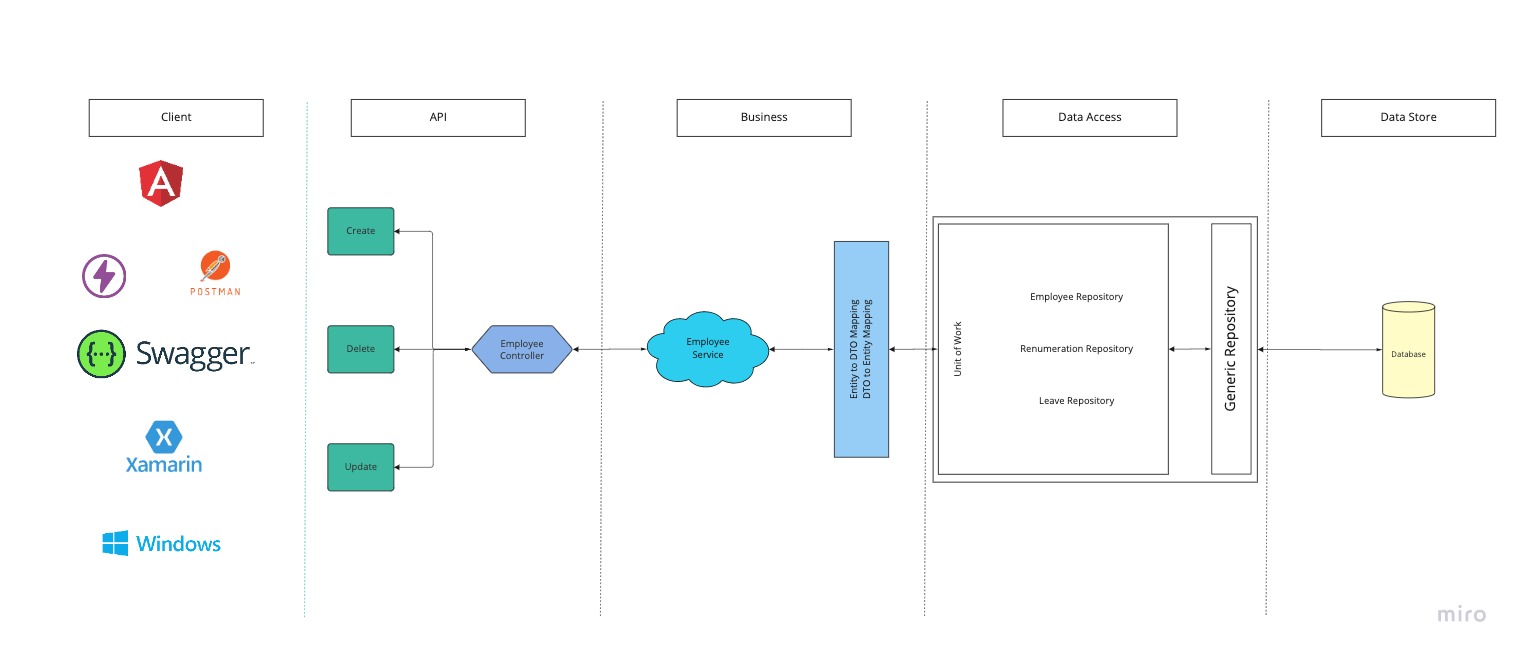 Client
API
Business
Data Access
Data Store
A
POSTMAN
{··}
Swagger
Xamarin
Windows
Create
Delete
Update
Employee
Controller
Employee
Service
Entity to DTO Mapping
DTO to Entity Mapping
Unit of Work
Employee Repository
Renumeration Repository
Leave Repository
Generic Repository
Database
miro